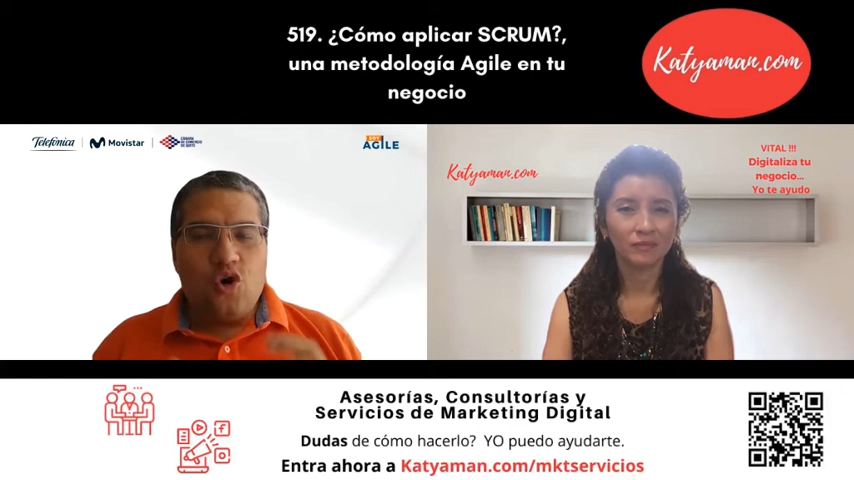 519. ¿Cómo aplicar SCRUM?,
una metodología Agile en tu
negocio
Katyaman.com
Telefónica
Movistar
CÁMARA
DE COMERCIO
DE QUITO
SOY
AGILE
Katyaman.com
VITAL !!!
Digitaliza tu
negocio...
Yo te ayudo
Asesorías, Consultorías y
Servicios de Marketing Digital
Dudas de cómo hacerlo? YO puedo ayudarte.
Entra ahora a Katyaman.com/mktservicios